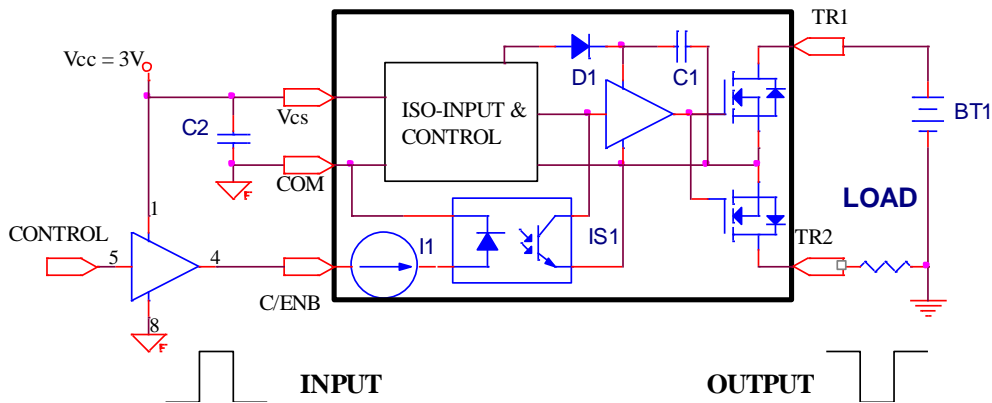 TR1
Vcc = 3V
D1
C1
ISO-INPUT &
CONTROL
Vcs
C2
BT1
COM
LOAD
1
CONTROL
5
4
I1
IS1
TR2
C/ENB
8
INPUT
OUTPUT